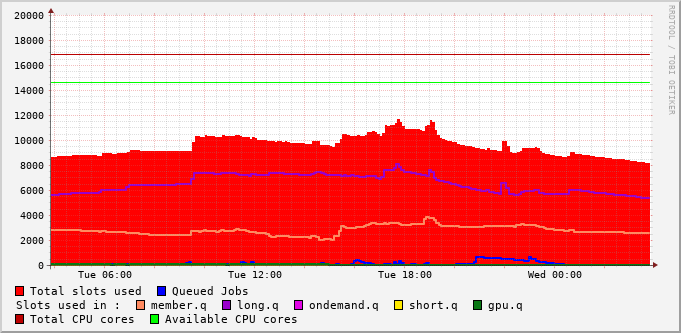 20000
18000
16000
14000
12000
10000
8000
6000
4000
2000
0
Tue 06:00 Tue 12:00 Tue 18:00 Wed 00:00
RRDTOOL / TOBI OETIKER
Total slots used Queued Jobs
Slots used in : member.q long.q ondemand.q short.q gpu.q
Total CPU cores Available CPU cores